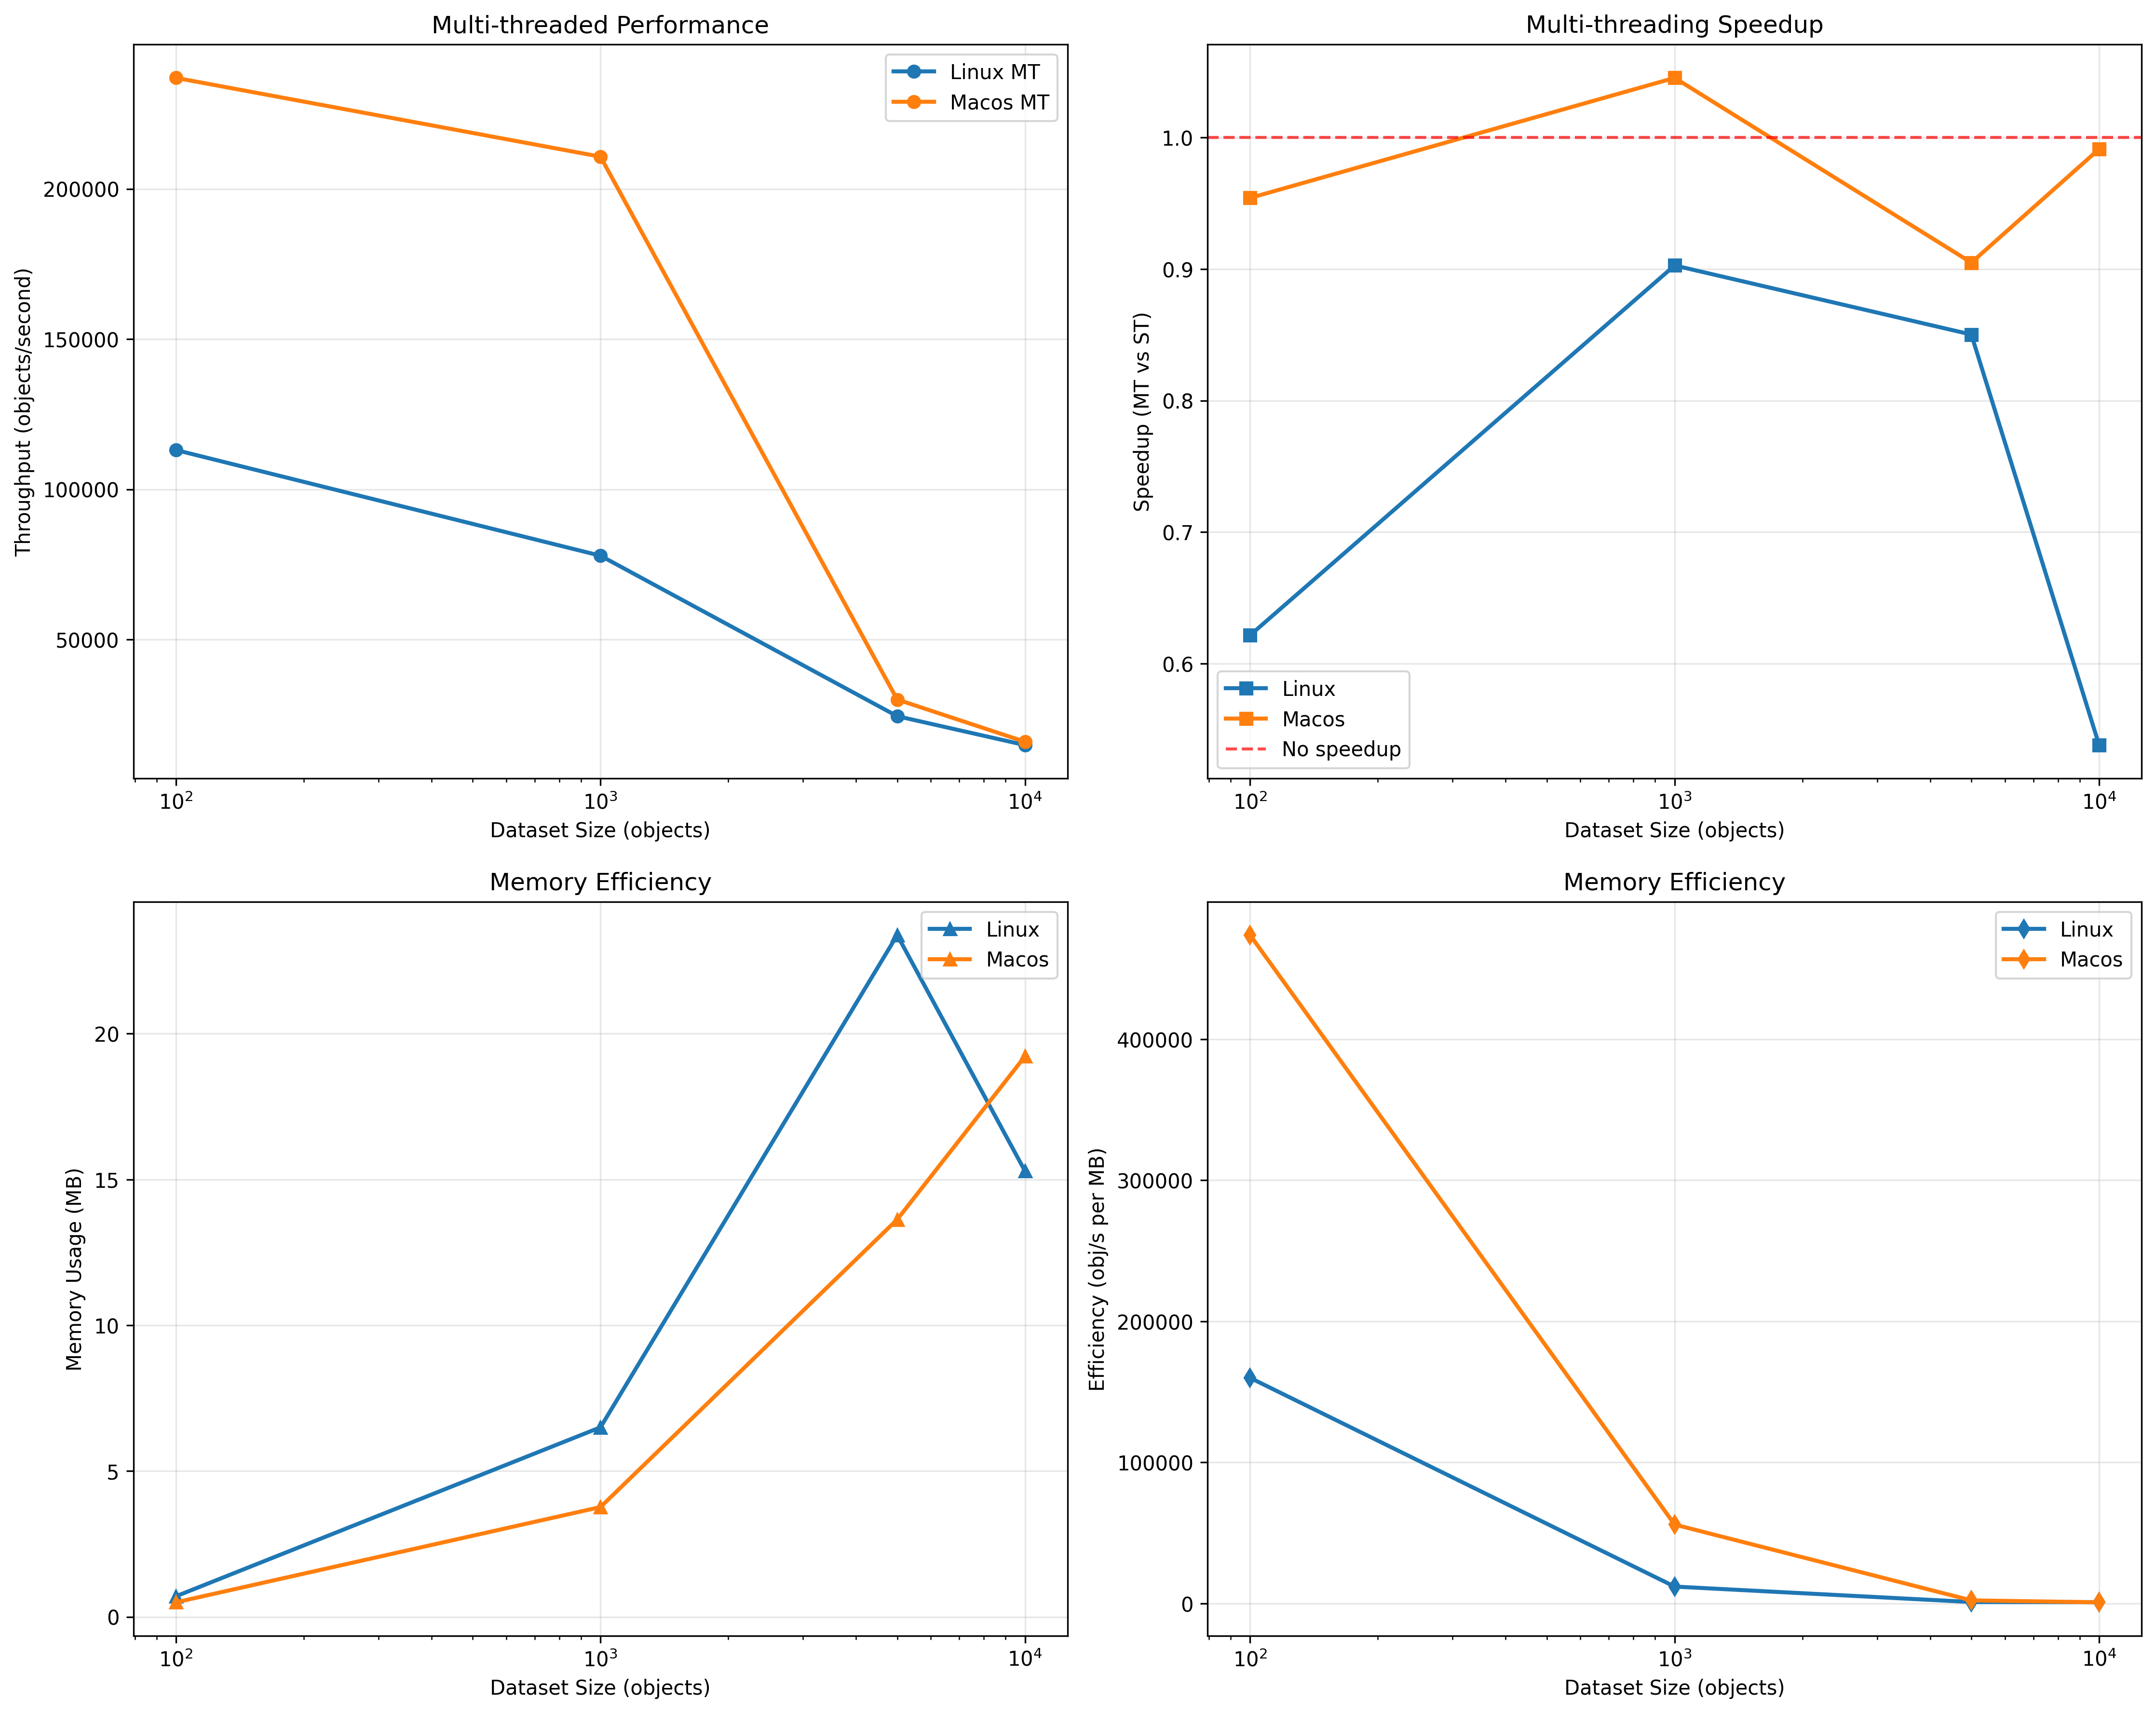 Multi-threaded Performance
Throughput (objects/second)
200000
150000
100000
50000
Linux MT
Macos MT
10²
10³
10⁴
Dataset Size (objects)
Multi-threading Speedup
Speedup (MT vs ST)
1.0
0.9
0.8
0.7
0.6
Linux
Macos
No speedup
10²
10³
10⁴
Dataset Size (objects)
Memory Efficiency
Memory Usage (MB)
20
15
10
5
0
Linux
Macos
10²
10³
10⁴
Dataset Size (objects)
Memory Efficiency
Efficiency (obj/s per MB)
400000
300000
200000
100000
0
Linux
Macos
10²
10³
10⁴
Dataset Size (objects)